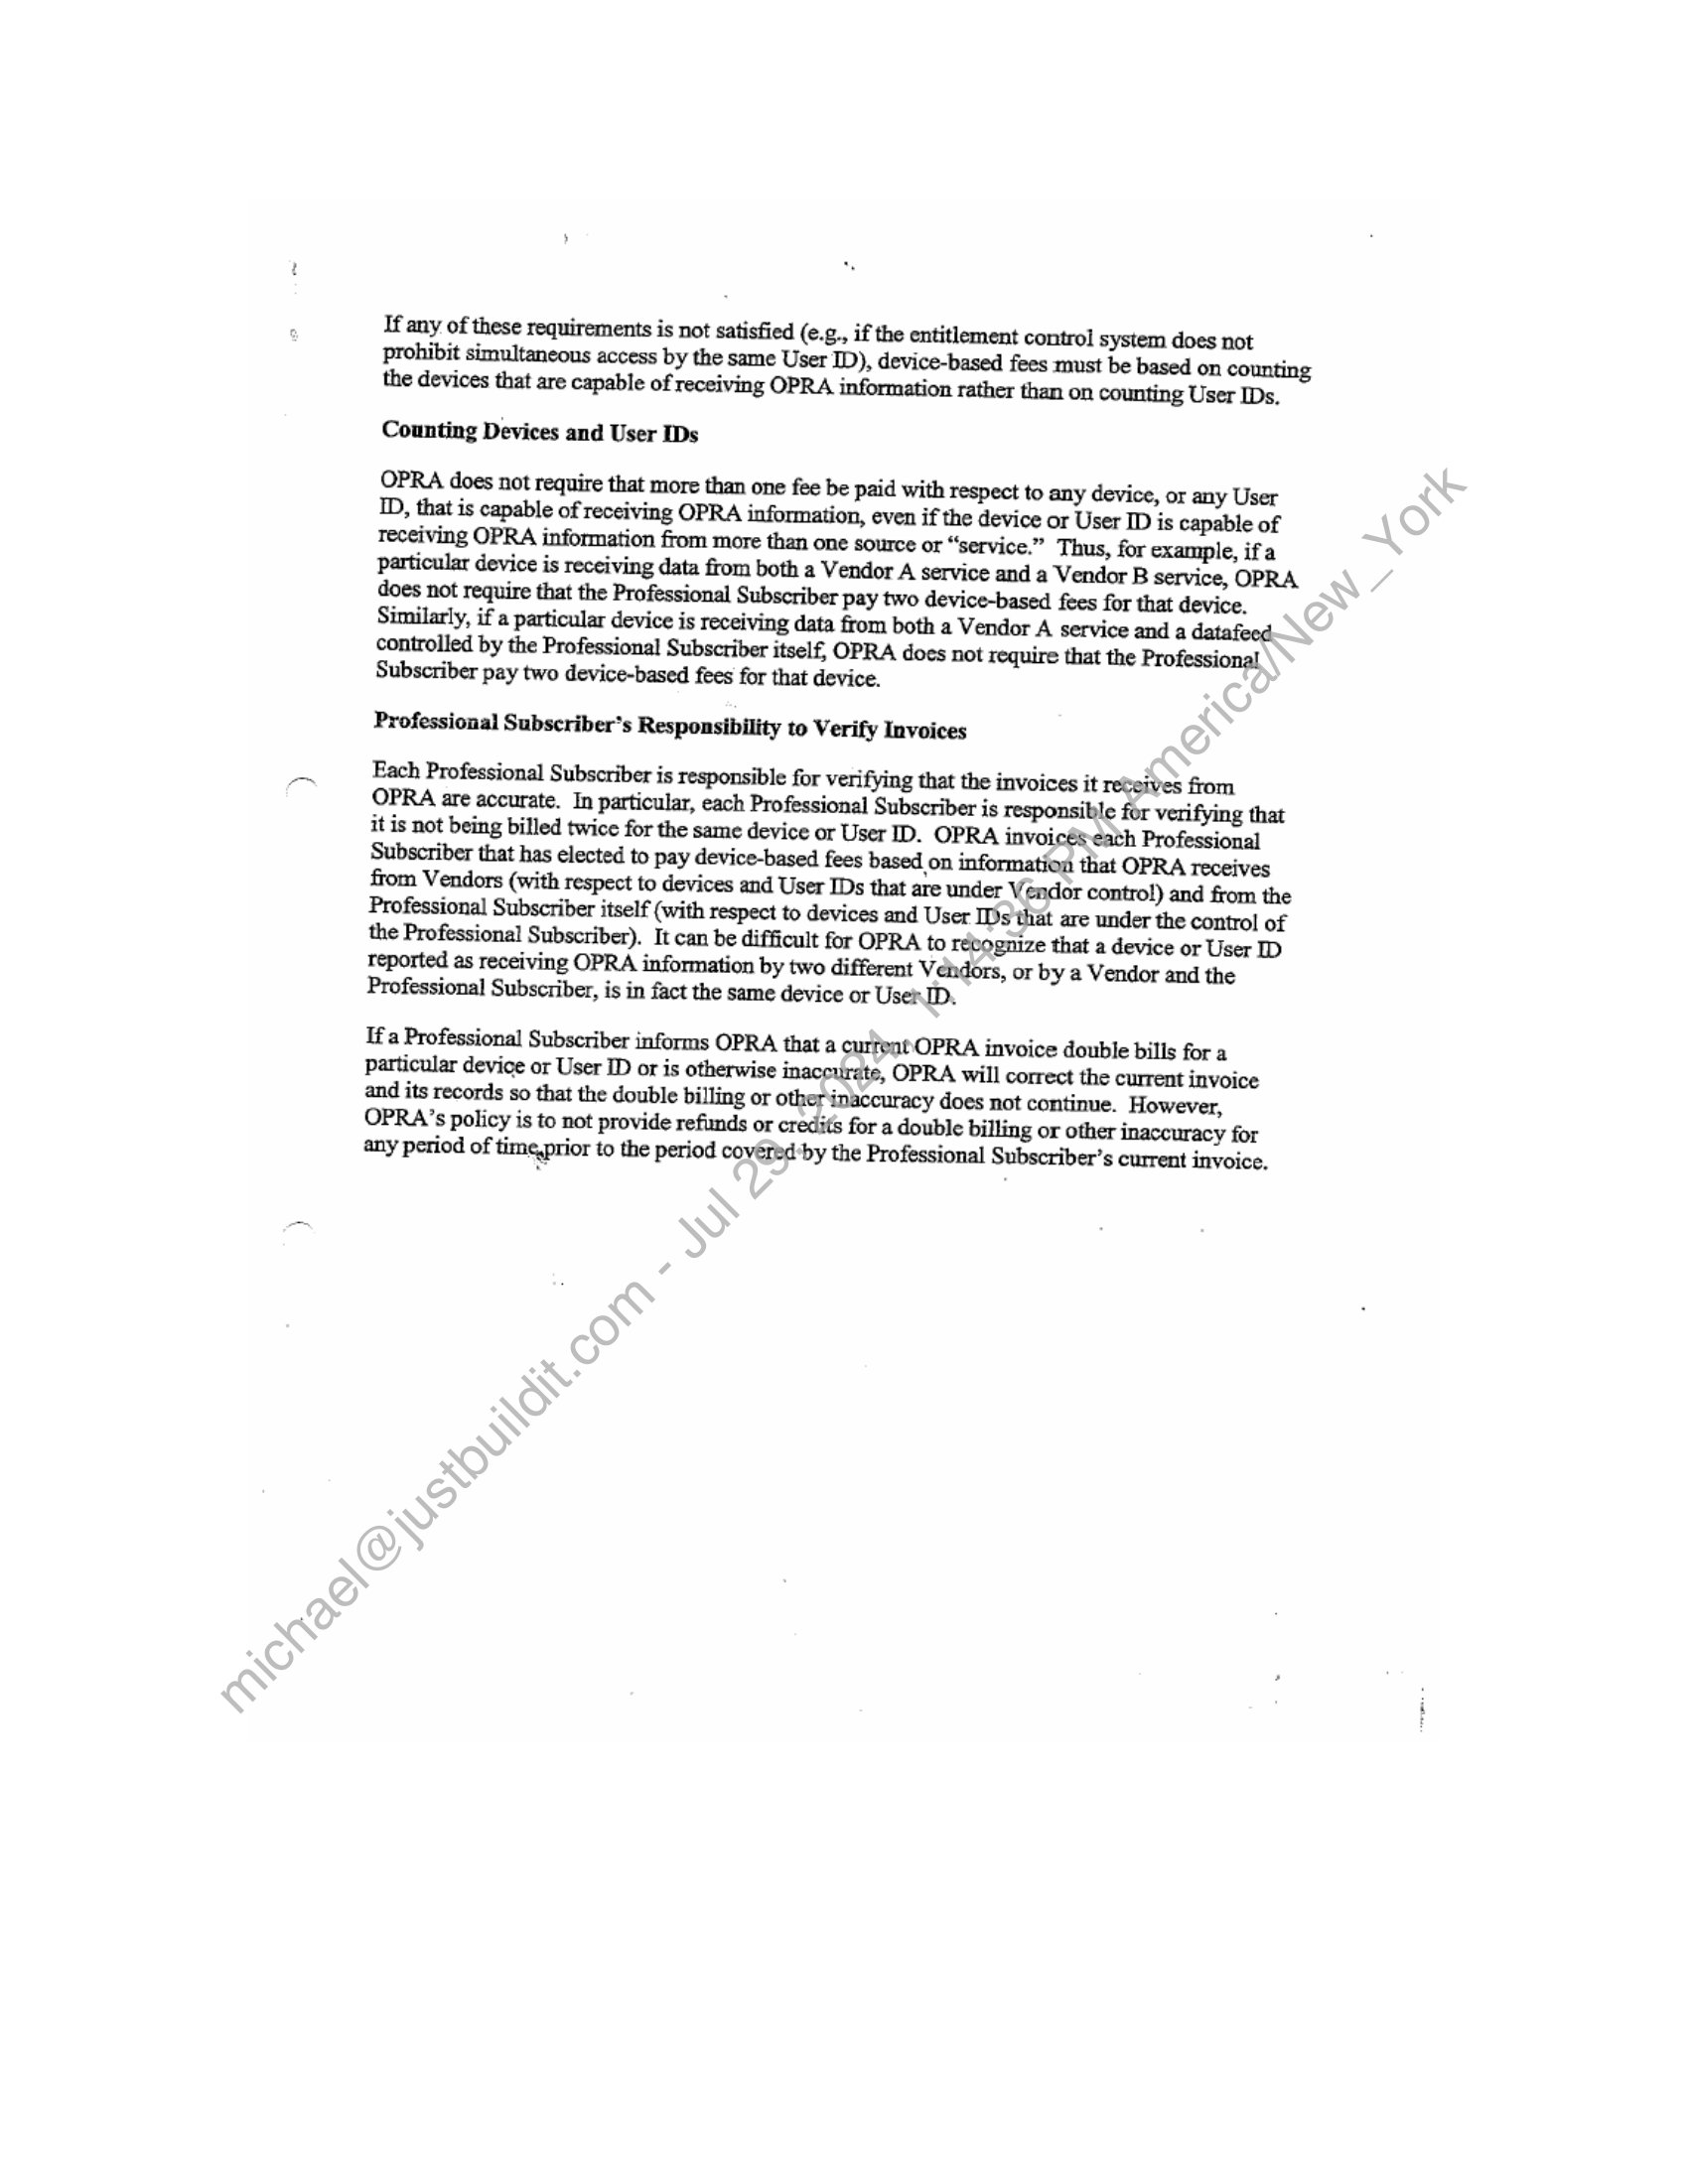 If any of these requirements is not satisfied (e.g., if the entitlement control system does not
prohibit simultaneous access by the same User ID), device-based fees must be based on counting
the devices that are capable of receiving OPRA information rather than on counting User IDs.
Counting Devices and User IDs
OPRA does not require that more than one fee be paid with respect to any device, or any User
ID, that is capable of receiving OPRA information, even if the device or User ID is capable of
receiving OPRA information from more than one source or “service.” Thus, for example, if a
particular device is receiving data from both a Vendor A service and a Vendor B service, OPRA
does not require that the Professional Subscriber pay two device-based fees for that device.
Similarly, if a particular device is receiving data from both a Vendor A service and a datafeed
controlled by the Professional Subscriber itself, OPRA does not require that the Professional
Subscriber pay two device-based fees for that device.
Professional Subscriber’s Responsibility to Verify Invoices
Each Professional Subscriber is responsible for verifying that the invoices it receives from
OPRA are accurate. In particular, each Professional Subscriber is responsible for verifying that
it is not being billed twice for the same device or User ID. OPRA invoices each Professional
Subscriber that has elected to pay device-based fees based on information that OPRA receives
from Vendors (with respect to devices and User IDs that are under Vendor control) and from the
Professional Subscriber itself (with respect to devices and User IDs that are under the control of
the Professional Subscriber). It can be difficult for OPRA to recognize that a device or User ID
reported as receiving OPRA information by two different Vendors, or by a Vendor and the
Professional Subscriber, is in fact the same device or User ID.
If a Professional Subscriber informs OPRA that a current OPRA invoice double bills for a
particular device or User ID or is otherwise inaccurate, OPRA will correct the current invoice
and its records so that the double billing or other inaccuracy does not continue. However,
OPRA’s policy is to not provide refunds or credits for a double billing or other inaccuracy for
any period of time prior to the period covered by the Professional Subscriber’s current invoice.
michael@justbuildit.com - Jul 29, 2024, 1:14:36 PM America/New_York